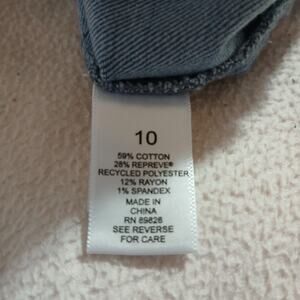 10
59% COTTON
28% REPREVE®
RECYCLED POLYESTER
12% RAYON
1% SPANDEX
MADE IN
CHINA
RN 89826
SEE REVERSE
FOR CARE